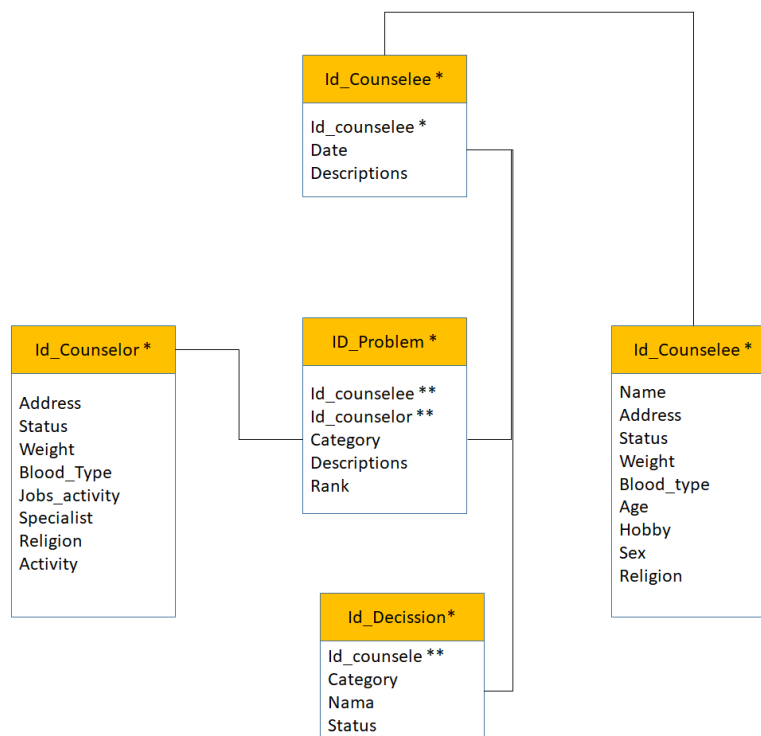 Id_Counselee *
Id_counselee *
Date
Descriptions
Id_Counselor *
Address
Status
Weight
Blood_Type
Jobs_activity
Specialist
Religion
Activity
ID_Problem *
Id_counselee **
Id_counselor **
Category
Descriptions
Rank
Id_Counselee *
Name
Address
Status
Weight
Blood_type
Age
Hobby
Sex
Religion
Id_Decission*
Id_counsele **
Category
Nama
Status